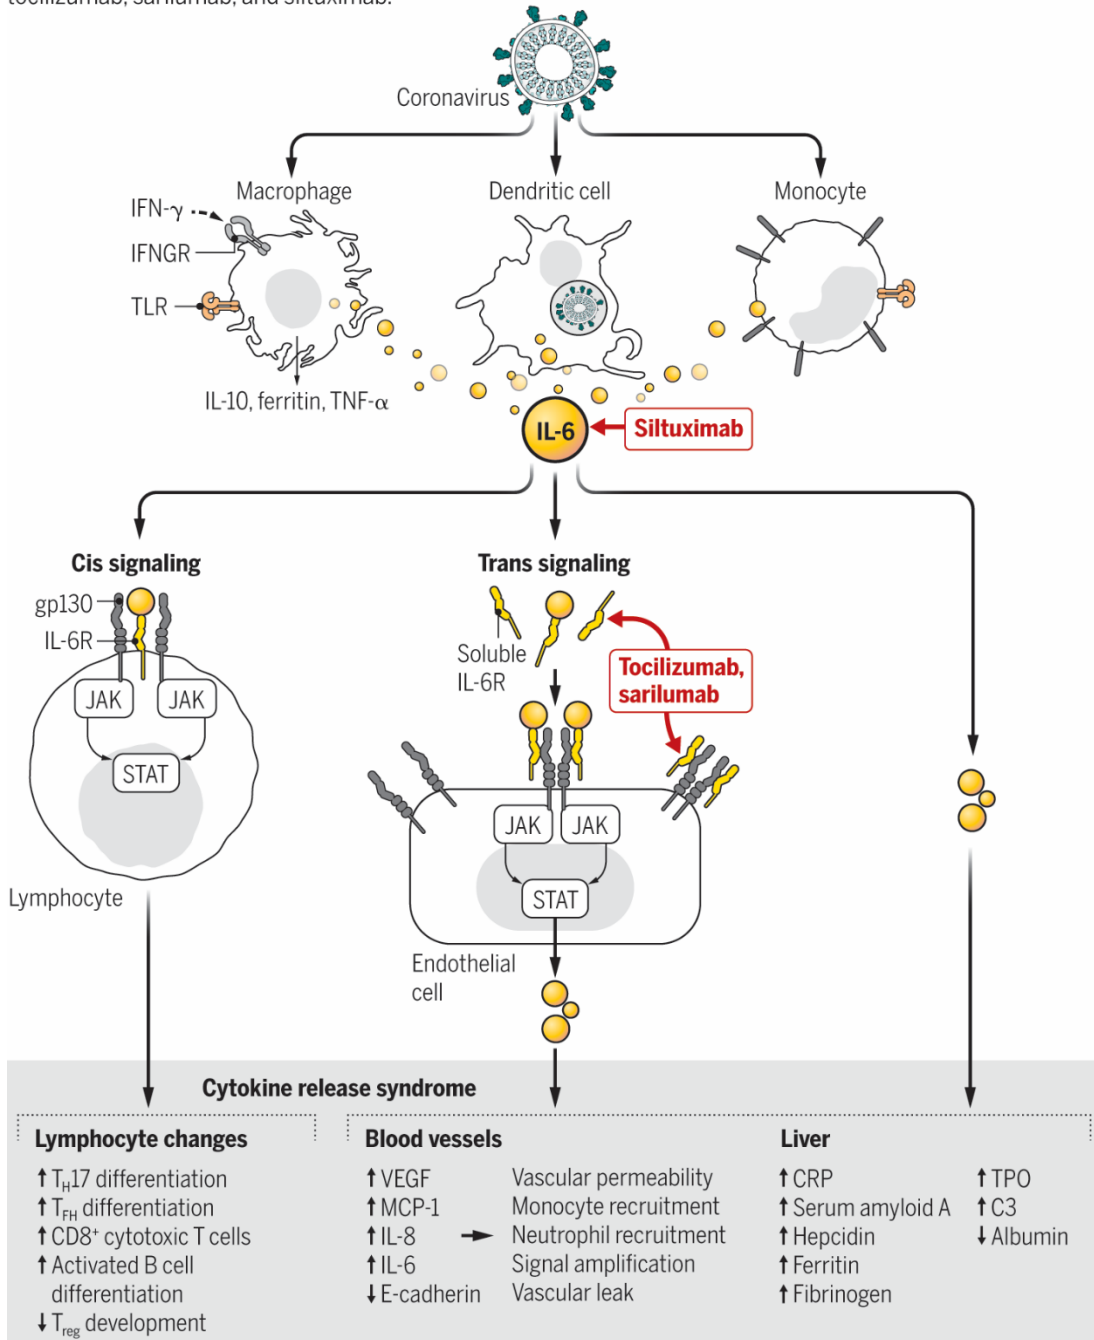 tocilizumab, sarilumab, and siltuximab.
Coronavirus
Macrophage
Dendritic cell
Monocyte
IFN-γ
IFNGR
TLR
IL-10, ferritin, TNF-α
IL-6
Siltuximab
Cis signaling
Trans signaling
gp130
IL-6R
Soluble
IL-6R
Tocilizumab,
sarilumab
JAK
JAK
STAT
JAK
JAK
STAT
Lymphocyte
Endothelial
cell
Cytokine release syndrome
Lymphocyte changes
↑ TH17 differentiation
↑ TFH differentiation
↑ CD8+ cytotoxic T cells
↑ Activated B cell
differentiation
↓ Treg development
Blood vessels
↑ VEGF Vascular permeability
↑ MCP-1 Monocyte recruitment
↑ IL-8 → Neutrophil recruitment
↑ IL-6 Signal amplification
↓ E-cadherin Vascular leak
Liver
↑ CRP
↑ Serum amyloid A
↑ Hepcidin
↑ Ferritin
↑ Fibrinogen
↑ TPO
↑ C3
↓ Albumin